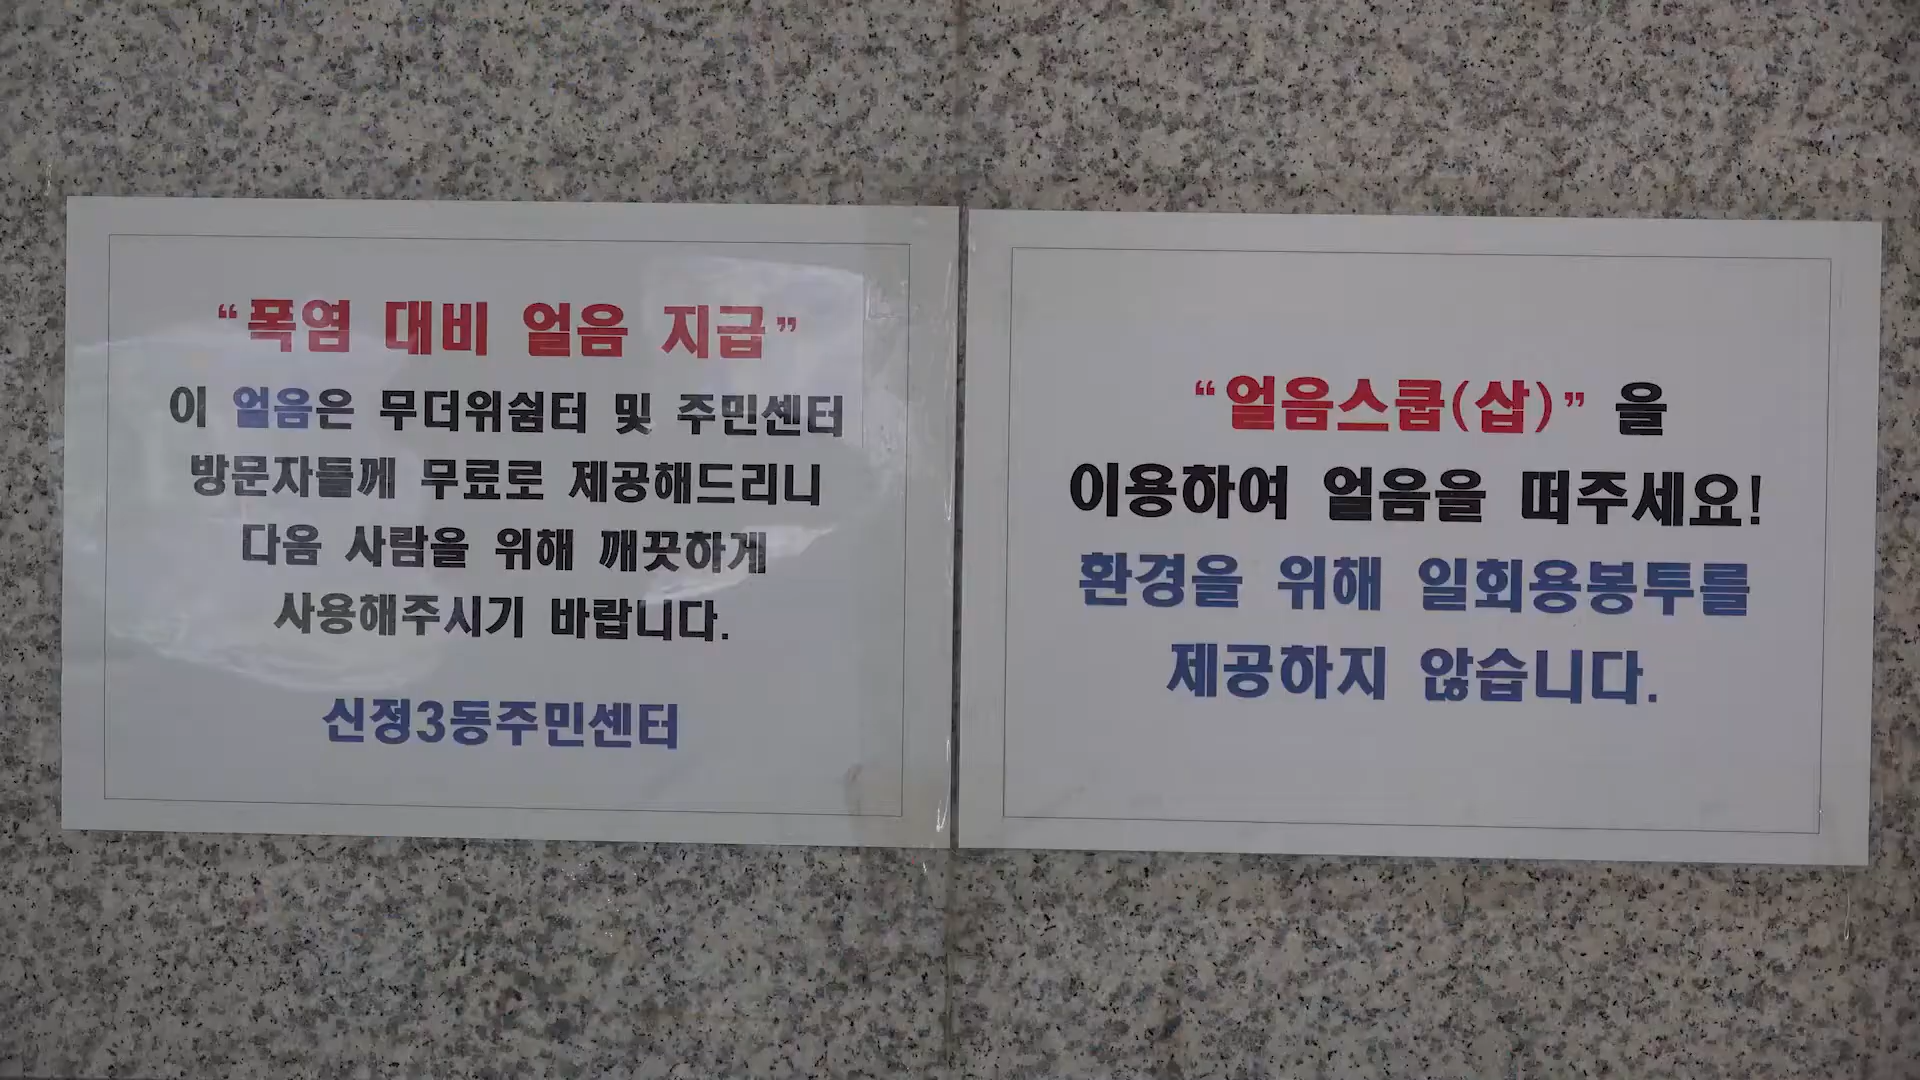 “폭염 대비 얼음 지급”
이 얼음은 무더위쉼터 및 주민센터
방문자들께 무료로 제공해드리니
다음 사람을 위해 깨끗하게
사용해주시기 바랍니다.
신정3동주민센터
“얼음스쿱(삽)” 을
이용하여 얼음을 떠주세요!
환경을 위해 일회용봉투를
제공하지 않습니다.